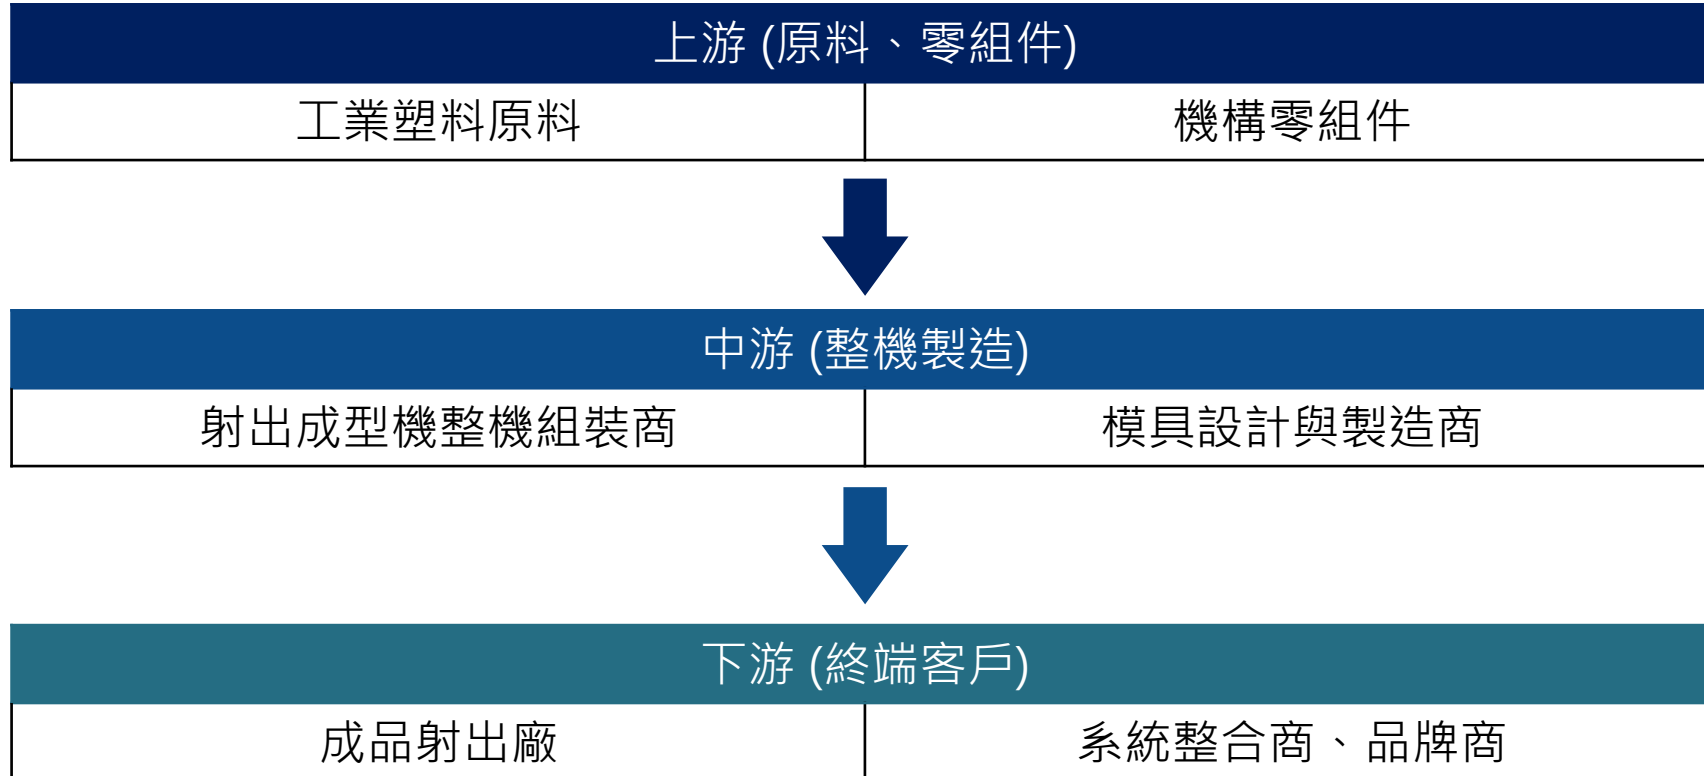 上游 (原料、零組件)
工業塑料原料
機構零組件
中游 (整機製造)
射出成型機整機組裝商
模具設計與製造商
下游 (終端客戶)
成品射出廠
系統整合商、品牌商